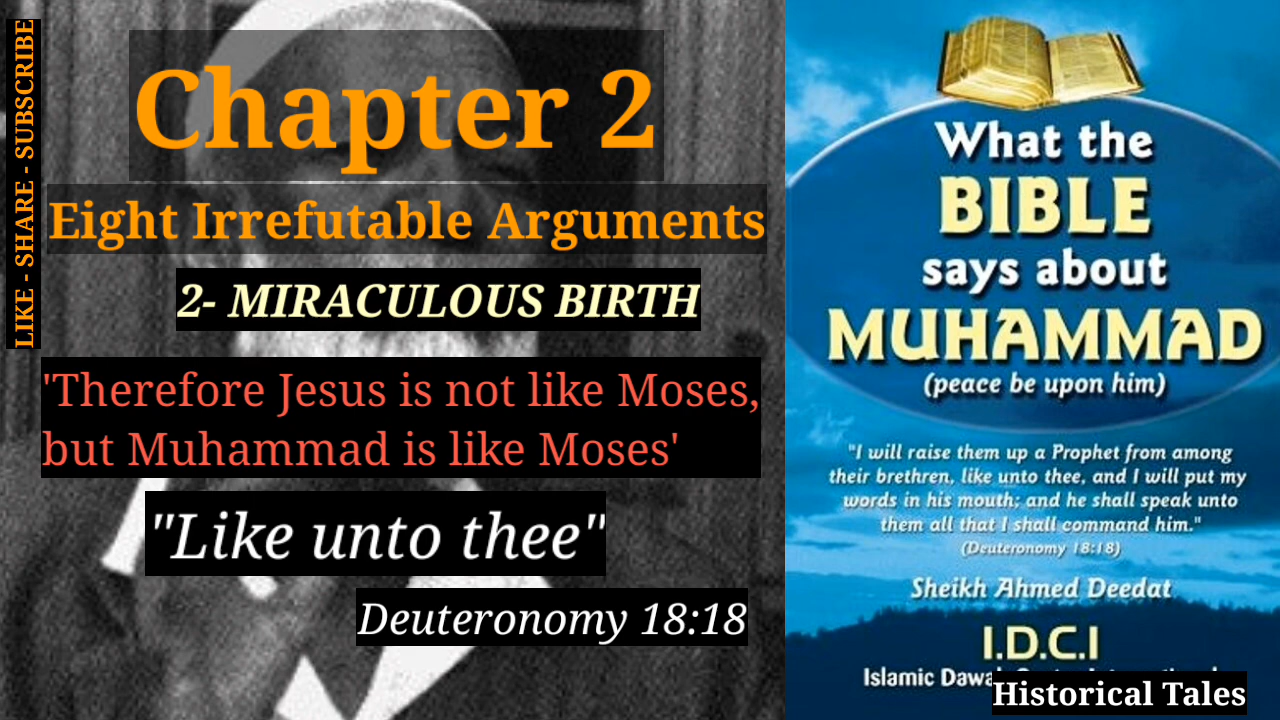 LIKE - SHARE - SUBSCRIBE
Chapter 2
Eight Irrefutable Arguments
2- MIRACULOUS BIRTH
'Therefore Jesus is not like Moses,
but Muhammad is like Moses'
"Like unto thee"
Deuteronomy 18:18
What the
BIBLE
says about
MUHAMMAD
(peace be upon him)
"I will raise them up a Prophet from among
their brethren, like unto thee, and I will put my
words in his mouth; and he shall speak unto
them all that I shall command him."
(Deuteronomy 18:18)
Sheikh Ahmed Deedat
I.D.C.I
Islamic
Historical Tales